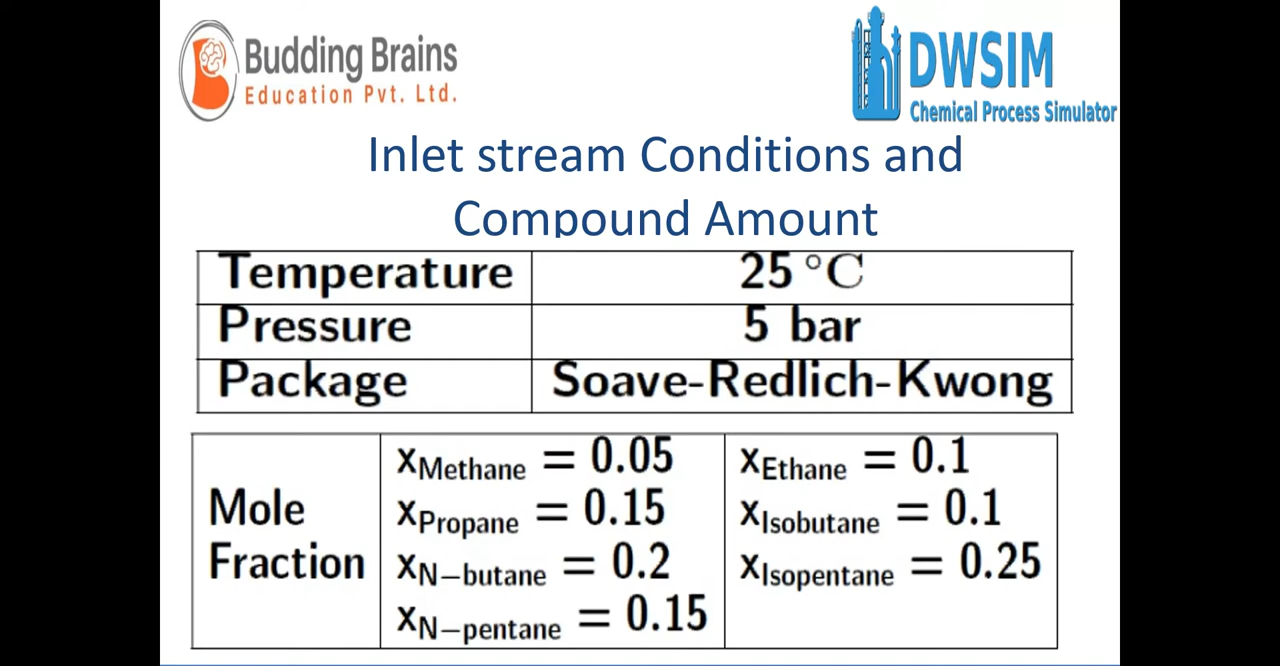 Budding Brains
Education Pvt. Ltd.
DWSIM
Chemical Process Simulator
Inlet stream Conditions and
Compound Amount
Temperature 25 °C
Pressure 5 bar
Package Soave-Redlich-Kwong
Mole Fraction
xMethane = 0.05 xEthane = 0.1
xPropane = 0.15 xIsobutane = 0.1
xN−butane = 0.2 xIsopentane = 0.25
xN−pentane = 0.15